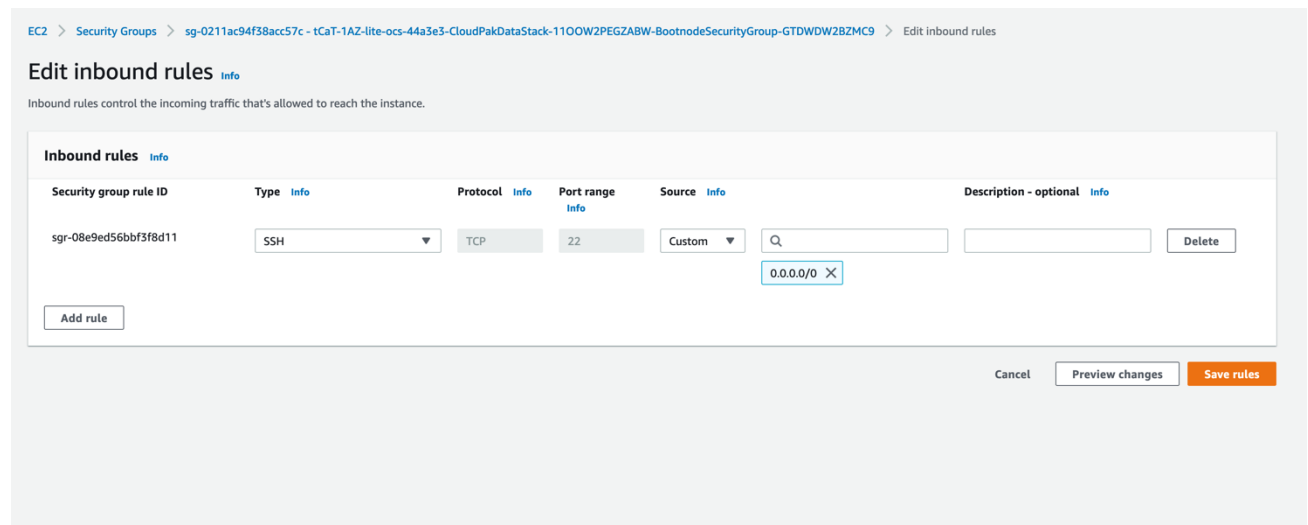 EC2 > Security Groups > sg-0211ac94f38acc57c - tCaT-1AZ-lite-ocs-44a3e3-CloudPakDataStack-11OOW2PEGZABW-BootnodeSecurityGroup-GTDWDW2BZMC9 > Edit inbound rules
Edit inbound rules Info
Inbound rules control the incoming traffic that's allowed to reach the instance.
Inbound rules Info
Security group rule ID Type Info Protocol Info Port range Info Source Info Description - optional Info
sgr-08e9ed56bbf3f8d11 SSH TCP 22 Custom Delete
0.0.0.0/0
Add rule
Cancel Preview changes Save rules